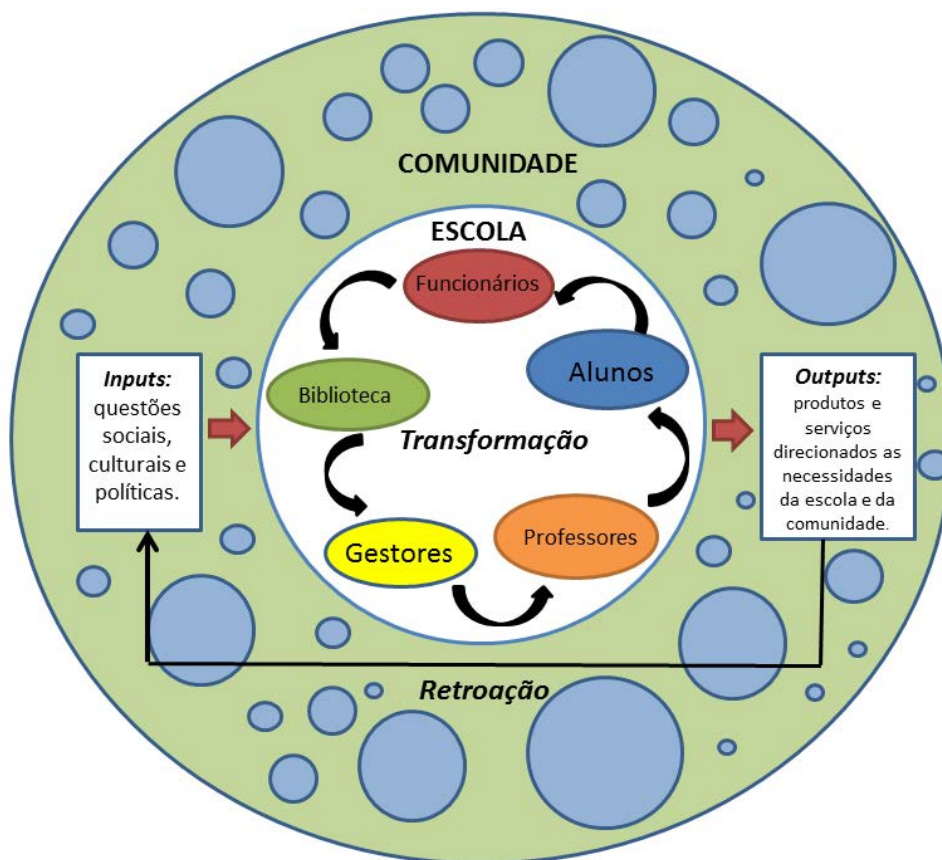 COMUNIDADE
ESCOLA
Funcionários
Alunos
Biblioteca
Transformação
Gestores
Professores
Inputs:
questões
sociais,
culturais e
políticas.
Outputs:
produtos e
serviços
direcionados as
necessidades
da escola e da
comunidade.
Retroação